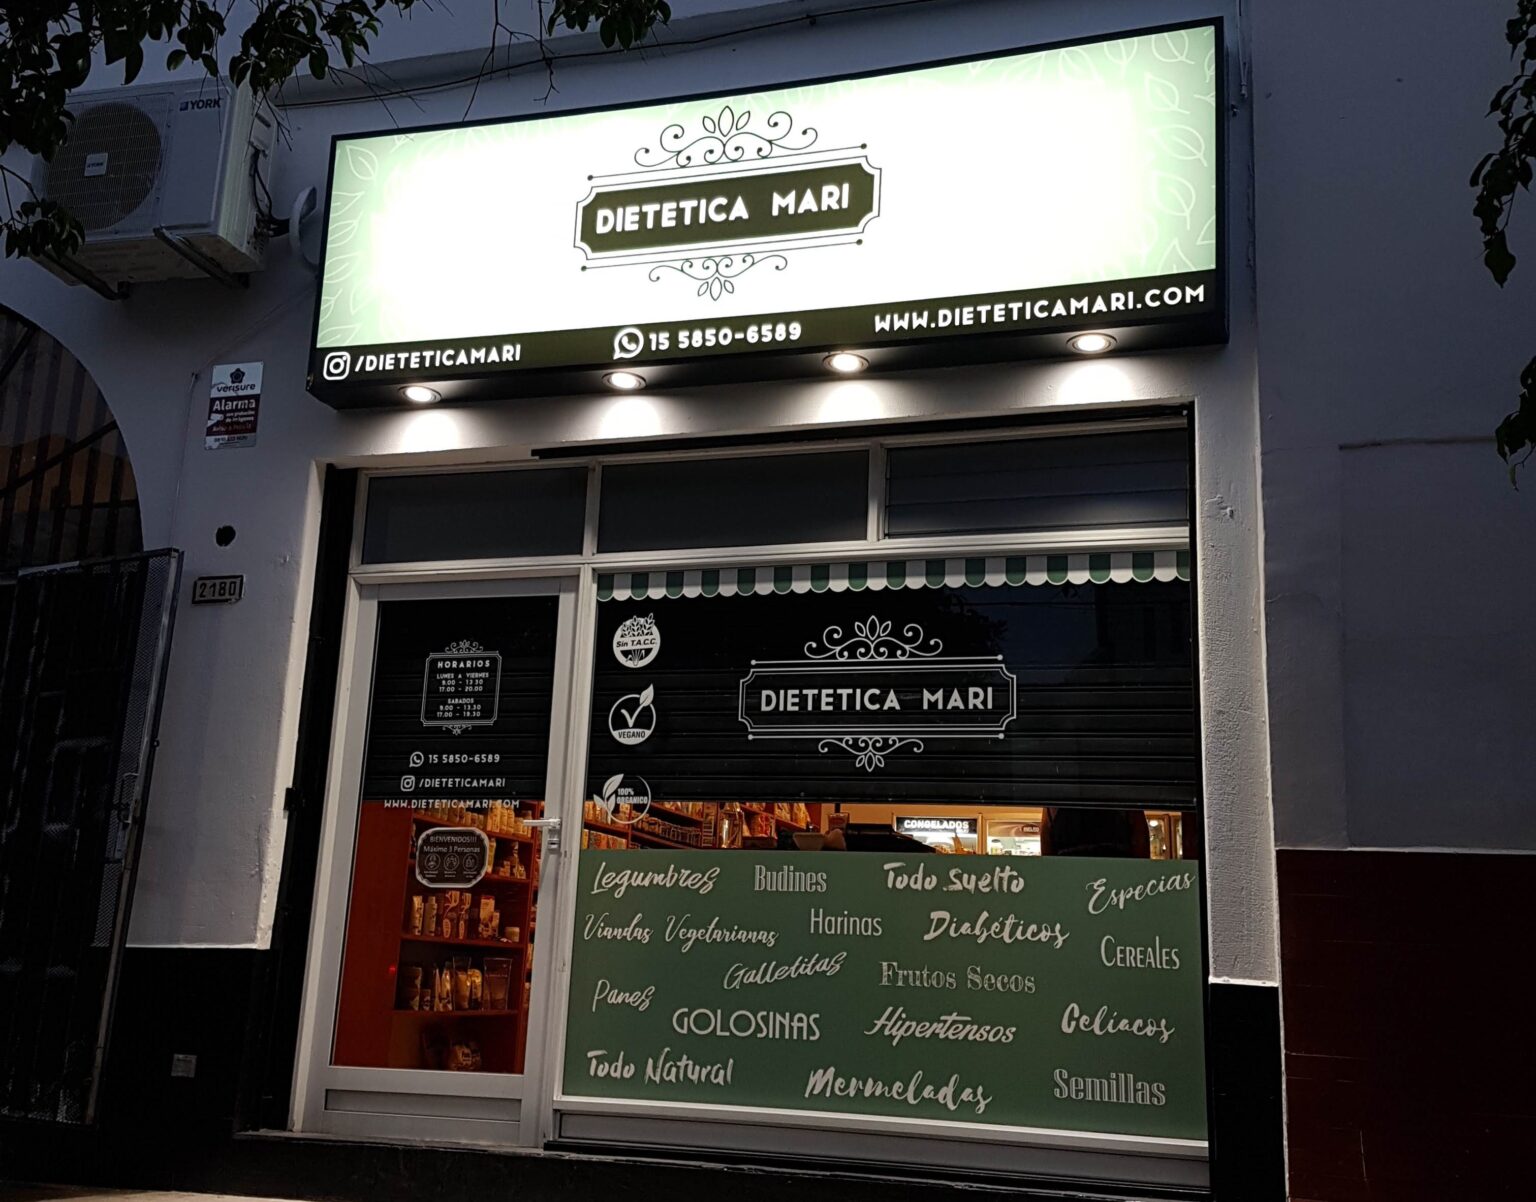 YORK
YORK
DIETETICA MARI
/DIETETICAMARI
15 5850-6589
WWW.DIETETICAMARI.COM
verisure
Alarma
2180
HORARIOS
LUNES A VIERNES
9.00 - 13.30
17.00 - 20.00
SABADOS
9.00 - 13.30
17.00 - 19.30
15 5850-6589
/DIETETICAMARI
WWW.DIETETICAMARI.COM
BIENVENIDOS!!!
Máximo 3 Personas
Sin T.A.C.C.
VEGANO
100%
ORGANICO
DIETETICA MARI
CONGELADOS
Legumbres Budines Todo Suelto Especias
Viandas Vegetarianas Harinas Diabéticos Cereales
Galletitas Frutos Secos
Panes GOLOSINAS Hipertensos Celíacos
Todo Natural Mermeladas Semillas